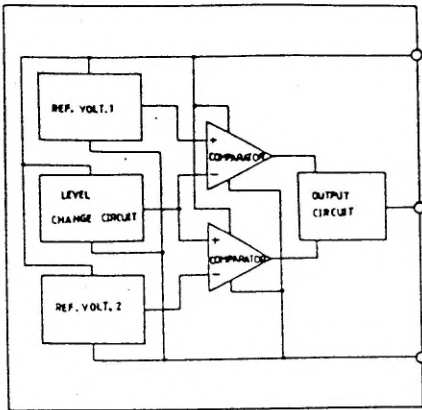 REF. VOLT. 1
+
−
COMPARATOR
LEVEL
CHANGE CIRCUIT
OUTPUT
CIRCUIT
+
−
COMPARATOR
REF. VOLT. 2